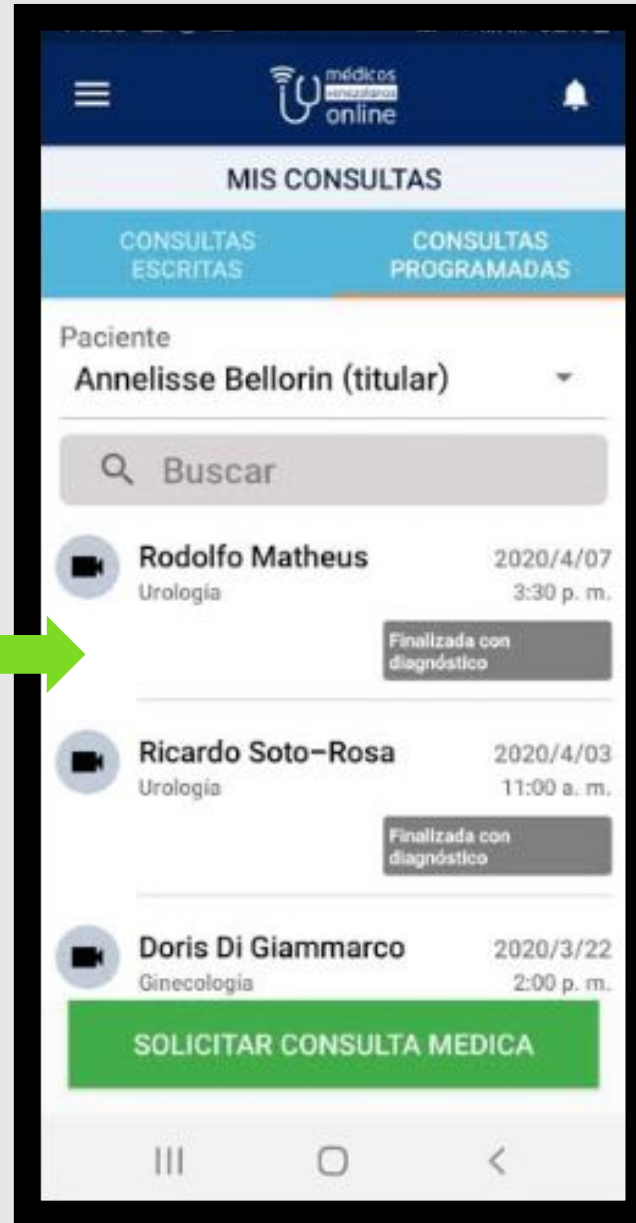 médicos
venezolanos
online
MIS CONSULTAS
CONSULTAS
ESCRITAS
CONSULTAS
PROGRAMADAS
Paciente
Annelisse Bellorin (titular)
Buscar
Rodolfo Matheus
2020/4/07
Urología
3:30 p. m.
Finalizada con
diagnóstico
Ricardo Soto-Rosa
2020/4/03
Urología
11:00 a. m.
Finalizada con
diagnóstico
Doris Di Giammarco
2020/3/22
Ginecología
2:00 p. m.
SOLICITAR CONSULTA MEDICA